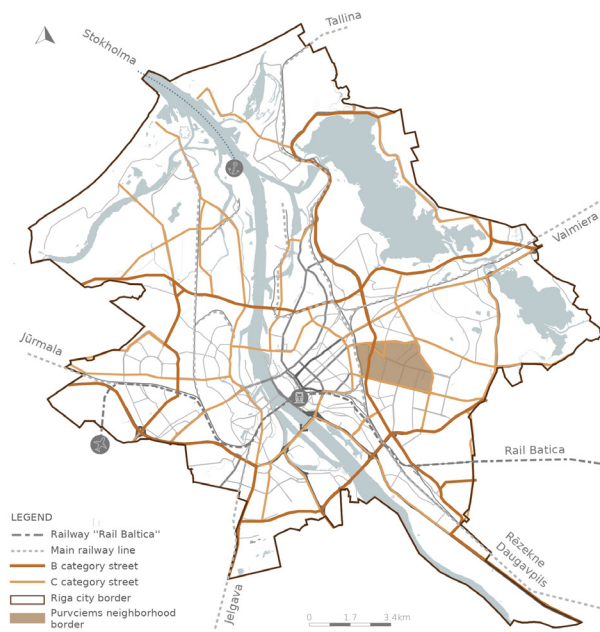 Tallina
Stokholma
Valmiera
Jūrmala
Rail Batica
Rēzekne
Daugavpils
Jelgava
LEGEND
Railway "Rail Baltica"
Main railway line
B category street
C category street
Riga city border
Purvciems neighborhood
border
0 1.7 3.4km